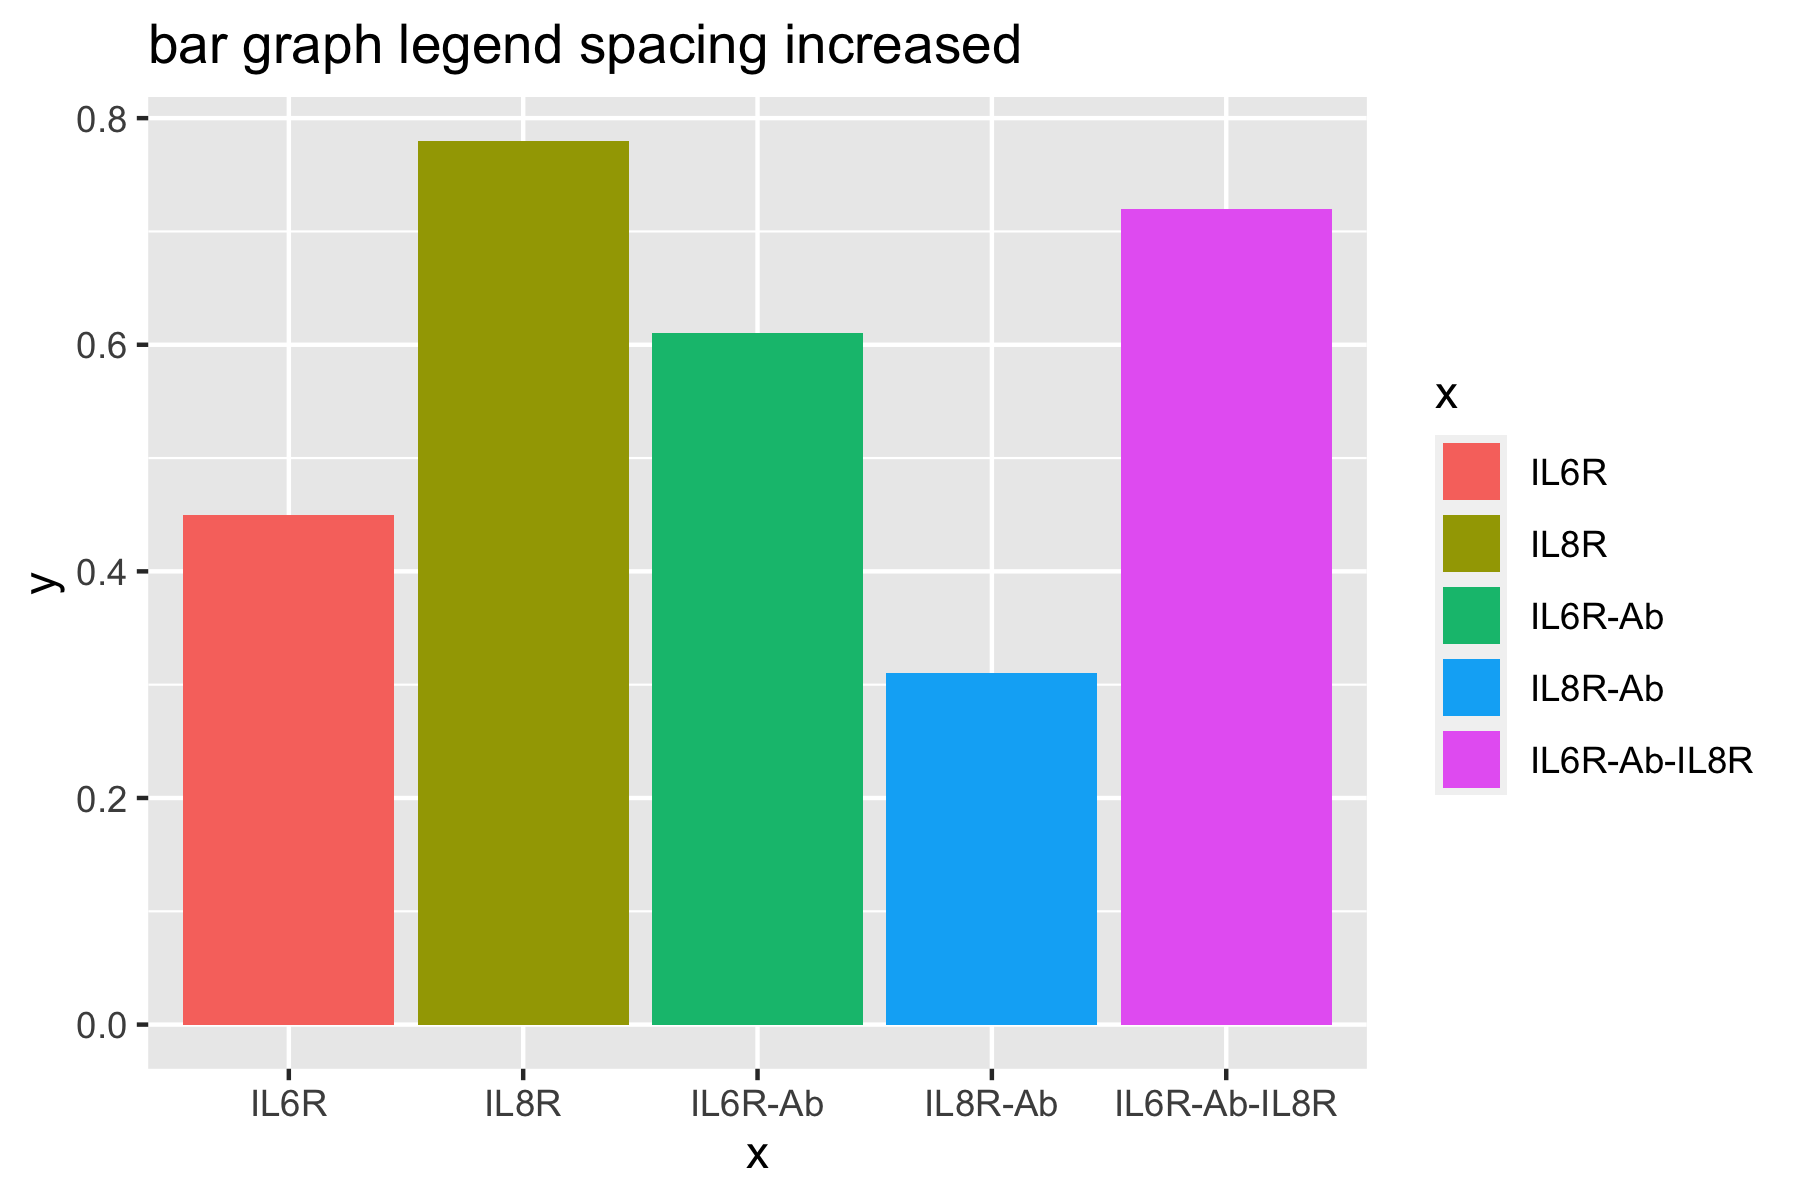 bar graph legend spacing increased
0.8
0.6
0.4
0.2
0.0
y
IL6R
IL8R
IL6R-Ab
IL8R-Ab
IL6R-Ab-IL8R
x
x
IL6R
IL8R
IL6R-Ab
IL8R-Ab
IL6R-Ab-IL8R